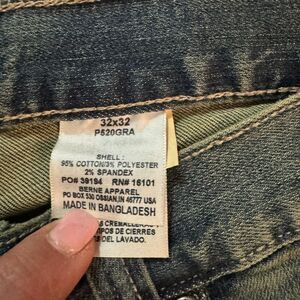 32x32
P520GRA
SHELL:
95% COTTON/3% POLYESTER
2% SPANDEX
PO# 39194 RN# 16101
BERNE APPAREL
PO BOX 530 OSSIAN,IN 46777 USA
MADE IN BANGLADESH
CREMALLERA
DE CIERRES
DEL LAVADO.